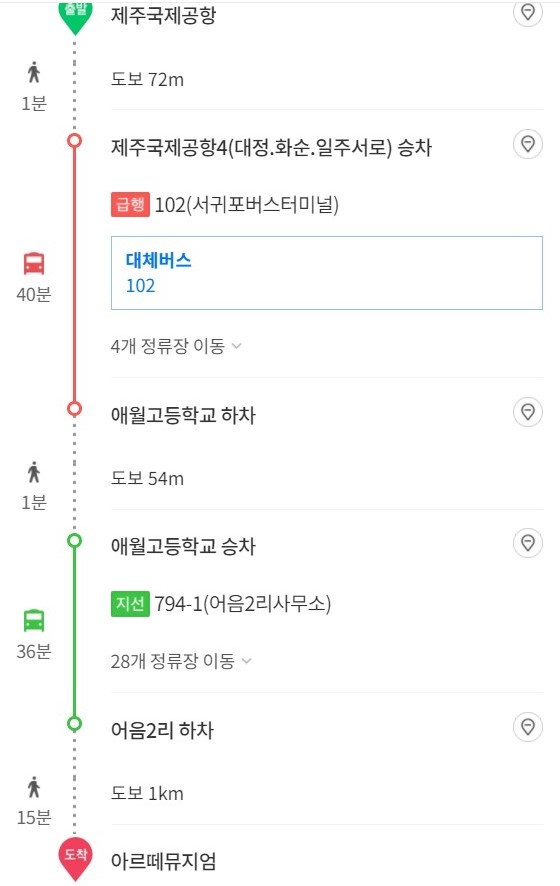 출발
제주국제공항
도보 72m
1분
제주국제공항4(대정.화순.일주서로) 승차
급행 102(서귀포버스터미널)
대체버스
102
40분
4개 정류장 이동
애월고등학교 하차
도보 54m
1분
애월고등학교 승차
지선 794-1(어음2리사무소)
36분
28개 정류장 이동
어음2리 하차
도보 1km
15분
도착
아르떼뮤지엄